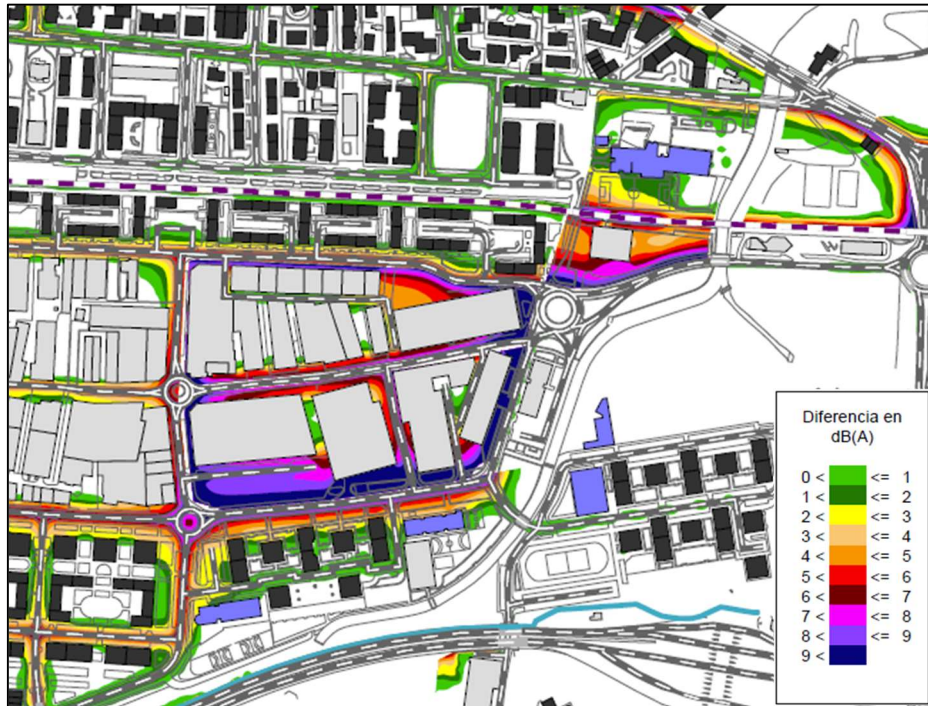 Diferencia en
dB(A)
0 < <= 1
1 < <= 2
2 < <= 3
3 < <= 4
4 < <= 5
5 < <= 6
6 < <= 7
7 < <= 8
8 < <= 9
9 <